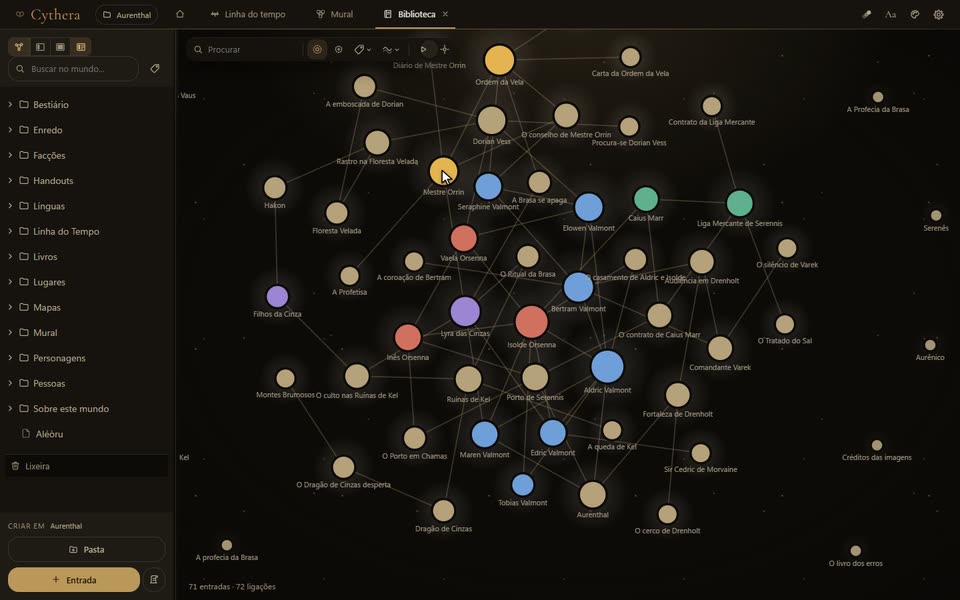 Cythera
Aurenthal
Linha do tempo
Mural
Biblioteca
Aa
Buscar no mundo...
Bestiário
Enredo
Facções
Handouts
Línguas
Linha do Tempo
Livros
Lugares
Mapas
Mural
Personagens
Pessoas
Sobre este mundo
Aléòru
Lixeira
CRIAR EM Aurenthal
Pasta
Entrada
Procurar
Diário de Mestre Orrin
Ordem da Vela
Carta da Ordem da Vela
Vaus
A emboscada de Dorian
A Profecia da Brasa
Contrato da Liga Mercante
Dorian Vess
O conselho de Mestre Orrin
Procura-se Dorian Vess
Rastro na Floresta Velada
Mestre Orrin
Hakon
Seraphine Valmont
A Brasa se apaga
Floresta Velada
Elowen Valmont
Caius Marr
Liga Mercante de Serennis
Serenês
Vaela Orsenna
A Profetisa
A coroação de Bertram
O Ritual da Brasa
O casamento de Aldric e Isolde
Audiência em Drenholt
O silêncio de Varek
Filhos da Cinza
Bertram Valmont
Lyra das Cinzas
Isolde Orsenna
O contrato de Caius Marr
O Tratado do Sal
Inês Orsenna
Comandante Varek
Aurênico
Montes Brumosos
O culto nas Ruínas de Kel
Ruínas de Kel
Porto de Serennis
Aldric Valmont
Fortaleza de Drenholt
Kel
O Porto em Chamas
Maren Valmont
Edric Valmont
A queda de Kel
Sir Cedric de Morvaine
Créditos das imagens
O Dragão de Cinzas desperta
Tobias Valmont
Aurenthal
Dragão de Cinzas
O cerco de Drenholt
A profecia da Brasa
O livro dos erros
71 entradas · 72 ligações